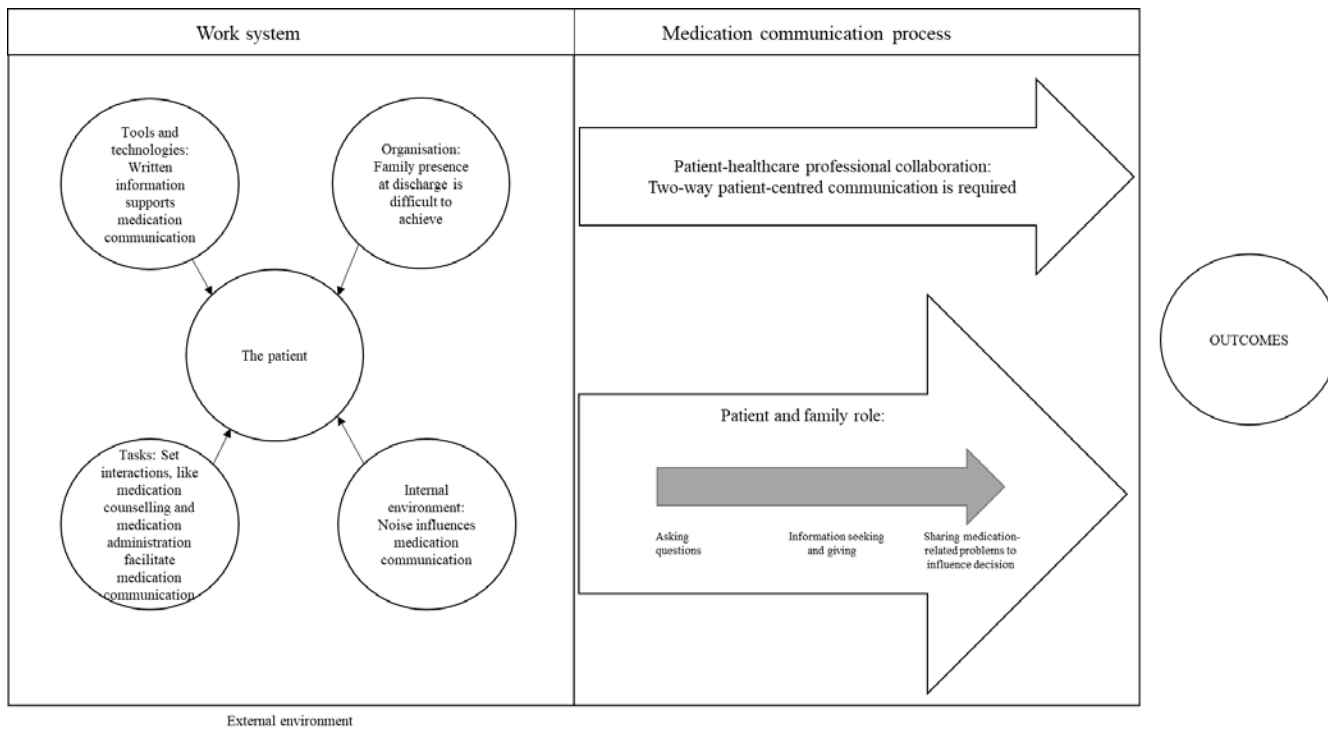 Work system
Medication communication process
Tools and
technologies:
Written
information
supports
medication
communication
Organisation:
Family presence
at discharge is
difficult to
achieve
The patient
Tasks: Set
interactions, like
medication
counselling and
medication
administration
facilitate
medication
communication
Internal
environment:
Noise influences
medication
communication
Patient-healthcare professional collaboration:
Two-way patient-centred communication is required
Patient and family role:
Asking
questions
Information seeking
and giving
Sharing medication-
related problems to
influence decision
OUTCOMES
External environment